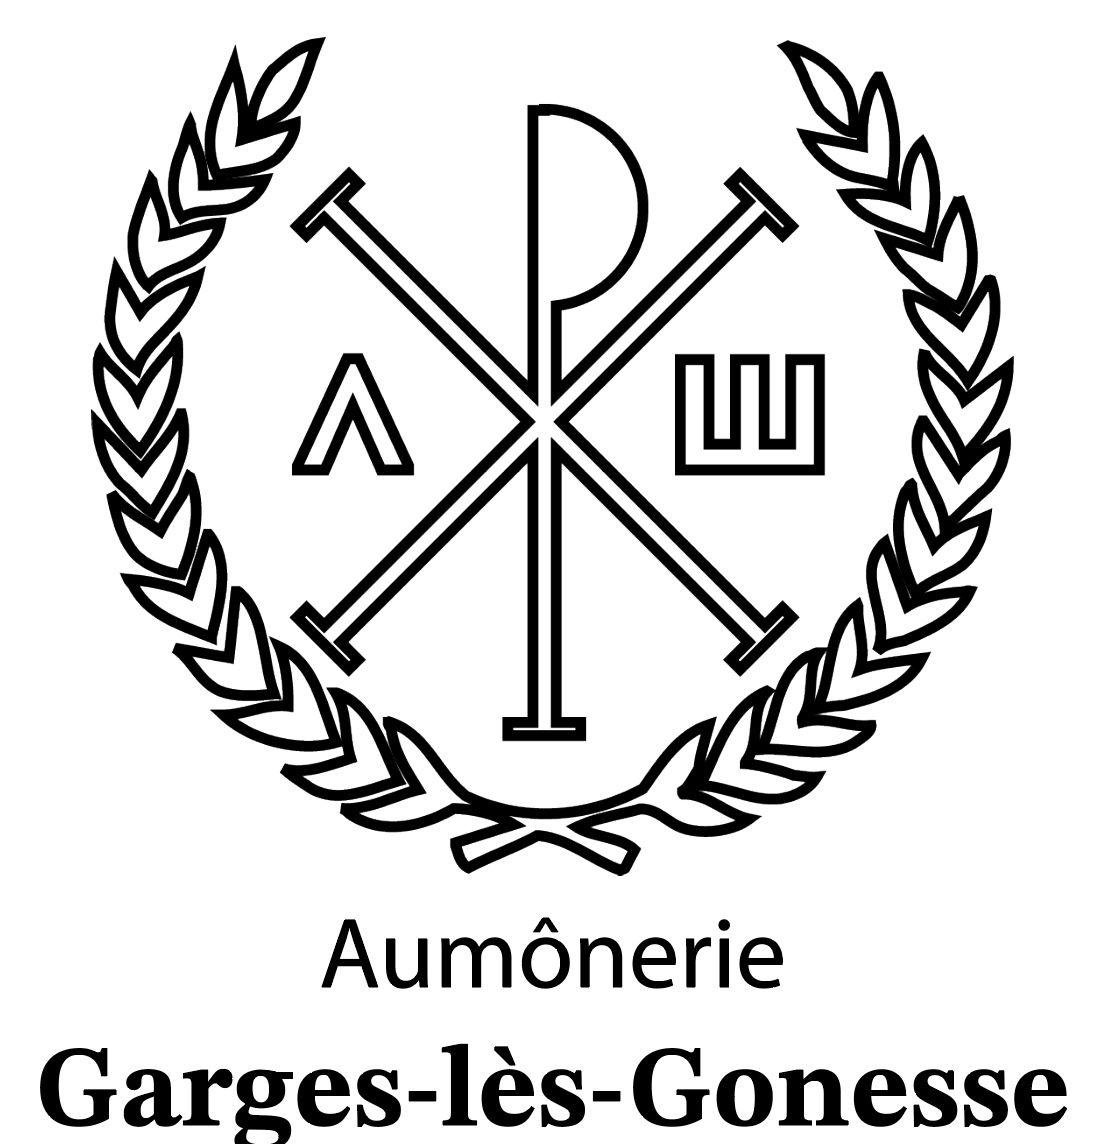 ☧
Λ Ш
Aumônerie
Garges-lès-Gonesse